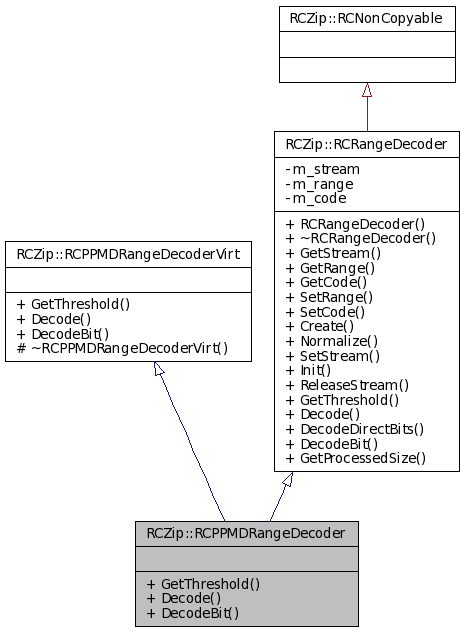 RCZip::RCNonCopyable
RCZip::RCRangeDecoder
- m_stream
- m_range
- m_code
+ RCRangeDecoder()
+ ~RCRangeDecoder()
+ GetStream()
+ GetRange()
+ GetCode()
+ SetRange()
+ SetCode()
+ Create()
+ Normalize()
+ SetStream()
+ Init()
+ ReleaseStream()
+ GetThreshold()
+ Decode()
+ DecodeDirectBits()
+ DecodeBit()
+ GetProcessedSize()
RCZip::RCPPMDRangeDecoderVirt
+ GetThreshold()
+ Decode()
+ DecodeBit()
# ~RCPPMDRangeDecoderVirt()
RCZip::RCPPMDRangeDecoder
+ GetThreshold()
+ Decode()
+ DecodeBit()